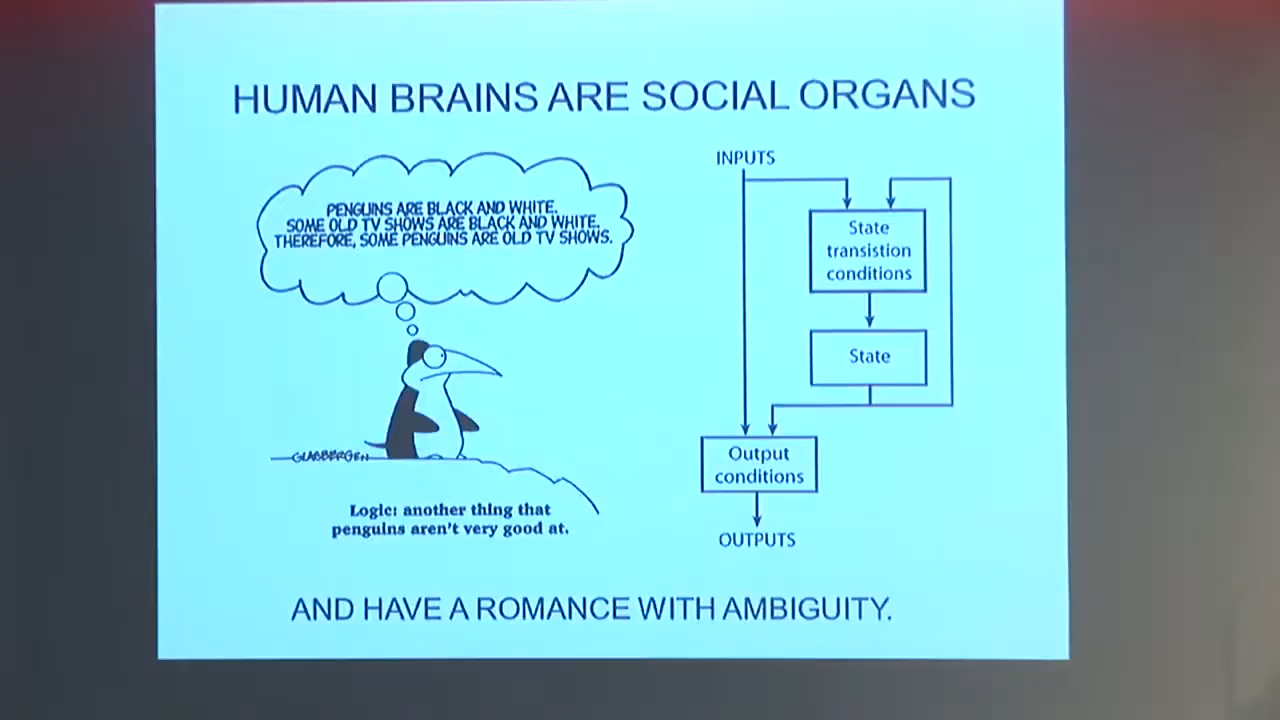 HUMAN BRAINS ARE SOCIAL ORGANS
PENGUINS ARE BLACK AND WHITE.
SOME OLD TV SHOWS ARE BLACK AND WHITE.
THEREFORE, SOME PENGUINS ARE OLD TV SHOWS.
GLASBERGEN
Logic: another thing that
penguins aren't very good at.
INPUTS
State
transistion
conditions
State
Output
conditions
OUTPUTS
AND HAVE A ROMANCE WITH AMBIGUITY.